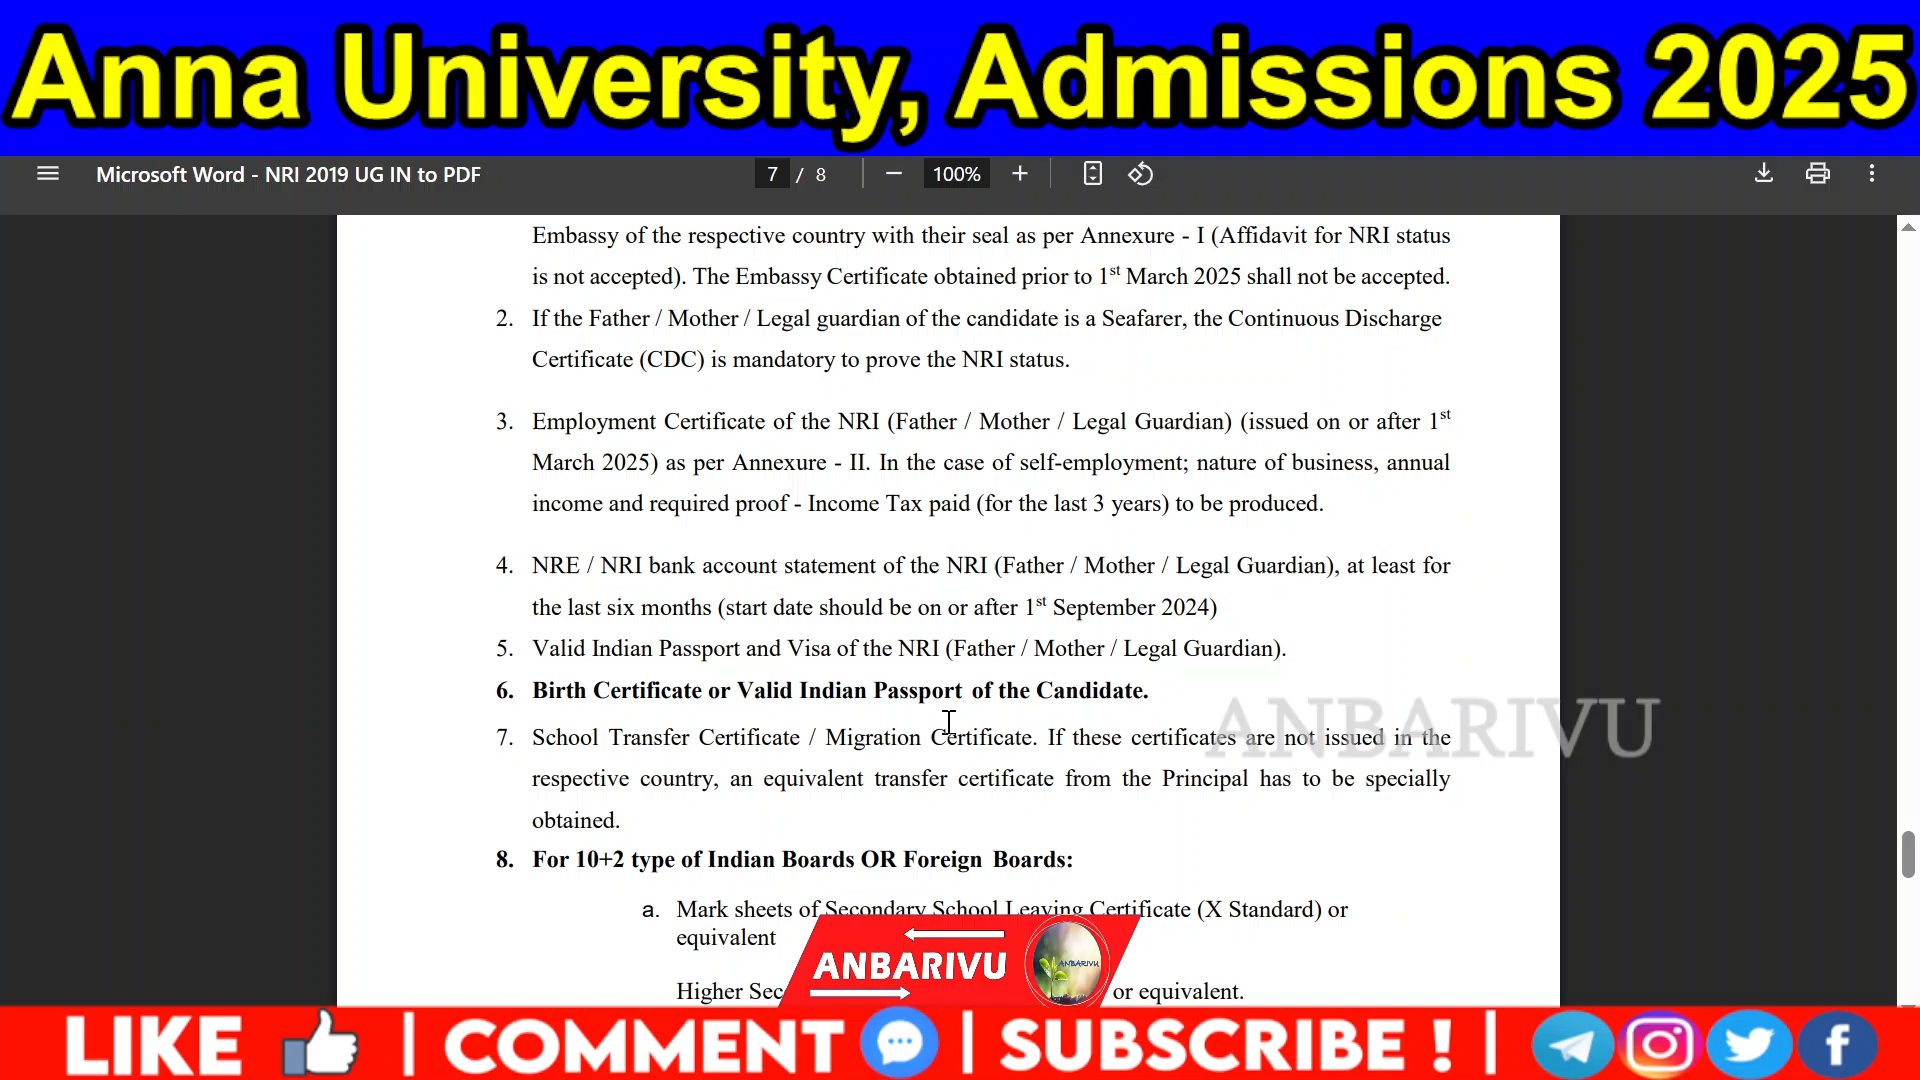 Anna University, Admissions 2025
Microsoft Word - NRI 2019 UG IN to PDF
7 / 8
100%
Embassy of the respective country with their seal as per Annexure - I (Affidavit for NRI status
is not accepted). The Embassy Certificate obtained prior to 1st March 2025 shall not be accepted.
2. If the Father / Mother / Legal guardian of the candidate is a Seafarer, the Continuous Discharge
Certificate (CDC) is mandatory to prove the NRI status.
3. Employment Certificate of the NRI (Father / Mother / Legal Guardian) (issued on or after 1st
March 2025) as per Annexure - II. In the case of self-employment; nature of business, annual
income and required proof - Income Tax paid (for the last 3 years) to be produced.
4. NRE / NRI bank account statement of the NRI (Father / Mother / Legal Guardian), at least for
the last six months (start date should be on or after 1st September 2024)
5. Valid Indian Passport and Visa of the NRI (Father / Mother / Legal Guardian).
6. Birth Certificate or Valid Indian Passport of the Candidate.
ANBARIVU
7. School Transfer Certificate / Migration Certificate. If these certificates are not issued in the
respective country, an equivalent transfer certificate from the Principal has to be specially
obtained.
8. For 10+2 type of Indian Boards OR Foreign Boards:
a. Mark sheets of Secondary School Leaving Certificate (X Standard) or
equivalent
ANBARIVU
ANBARIVU
Higher Sec
or equivalent.
LIKE | COMMENT | SUBSCRIBE ! |